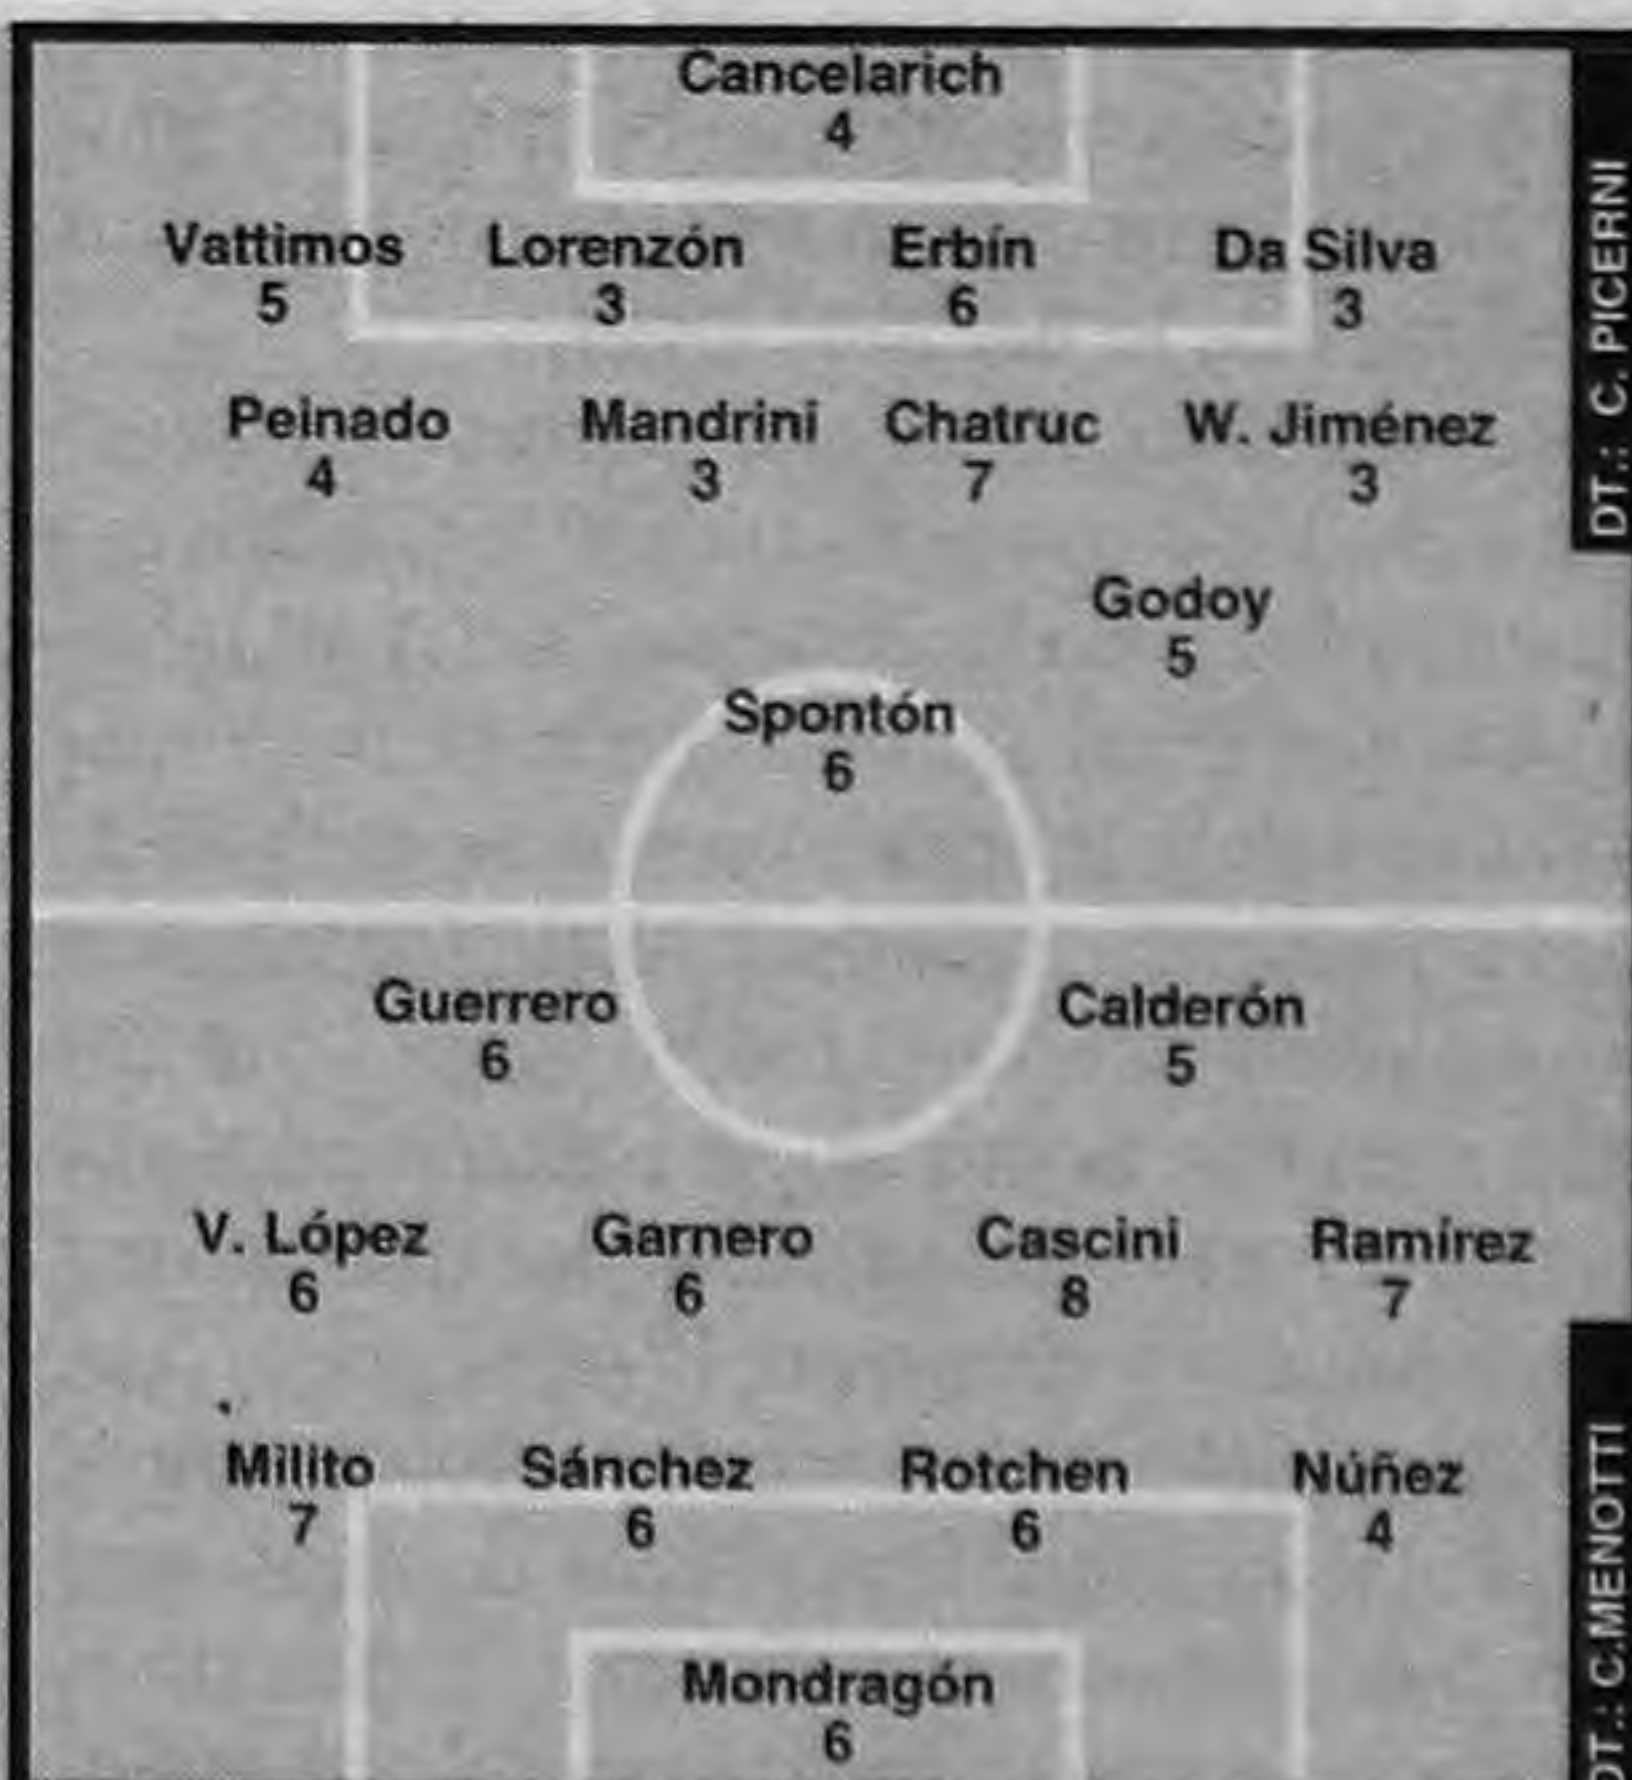 Cancelarich
4
Vattimos Lorenzón Erbín Da Silva
5 3 6 3
Peinado Mandrini Chatruc W. Jiménez
4 3 7 3
Godoy
5
Spontón
6
DT.: C. PICERNI
Guerrero Calderón
6 5
V. López Garnero Cascini Ramírez
6 6 8 7
Milito Sánchez Rotchen Núñez
7 6 6 4
Mondragón
6
DT.: C.MENOTTI